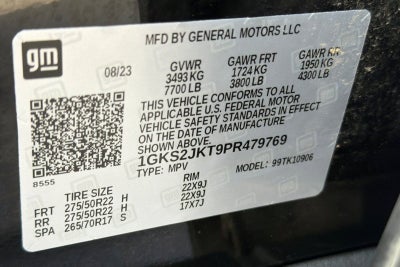 gm
MFD BY GENERAL MOTORS LLC
08/23 GVWR GAWR FRT GAWR RR
3493 KG 1724 KG 1950 KG
7700 LB 3800 LB 4300 LB
THIS VEHICLE CONFORMS TO ALL
APPLICABLE U.S. FEDERAL MOTOR
VEHICLE SAFETY STANDARDS IN EFFECT
ON THE DATE OF MANUFACTURE
SHOWN ABOVE.
1GKS2JKT9PR479769
8555 TYPE: MPV MODEL: 99TK10906
TIRE SIZE RIM
FRT 275/50R22 H 22X9J
RR 275/50R22 H 22X9J
SPA 265/70R17 S 17X7J